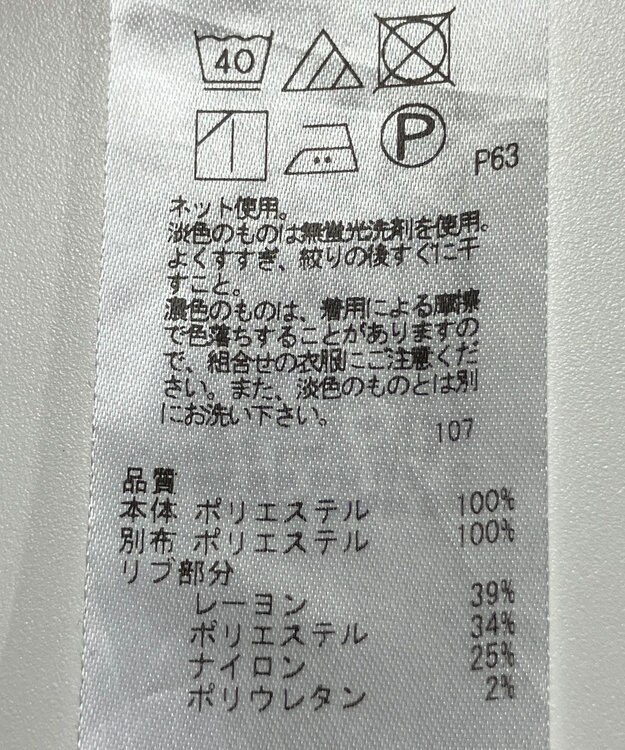 40
P
P63
ネット使用。
淡色のものは無蛍光洗剤を使用。
よくすすぎ、絞りの後すぐに干
すこと。
濃色のものは、着用による摩擦
で色落ちすることがありますの
で、組合せの衣服にご注意くだ
さい。また、淡色のものとは別
にお洗い下さい。
107
品質
本体 ポリエステル 100%
別布 ポリエステル 100%
リブ部分
レーヨン 39%
ポリエステル 34%
ナイロン 25%
ポリウレタン 2%